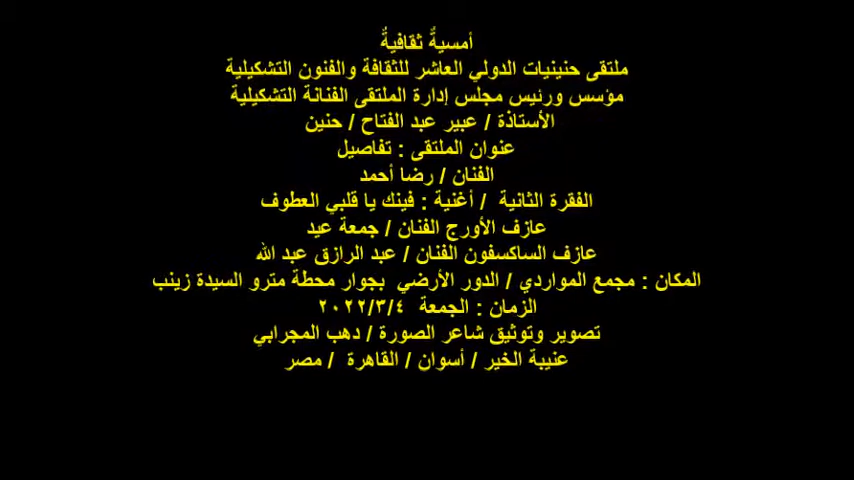 أمسيةٌ ثقافيةٌ
ملتقى حنينيات الدولي العاشر للثقافة والفنون التشكيلية
مؤسس ورئيس مجلس إدارة الملتقى الفنانة التشكيلية
الأستاذة / عبير عبد الفتاح / حنين
عنوان الملتقى : تفاصيل
الفنان / رضا أحمد
الفقرة الثانية / أغنية : فينك يا قلبي العطوف
عازف الأورج الفنان / جمعة عيد
عازف الساكسفون الفنان / عبد الرازق عبد الله
المكان : مجمع المواردي / الدور الأرضي بجوار محطة مترو السيدة زينب
الزمان : الجمعة ٢٠٢٢/٣/٤
تصوير وتوثيق شاعر الصورة / دهب المجرابي
عنيبة الخير / أسوان / القاهرة / مصر